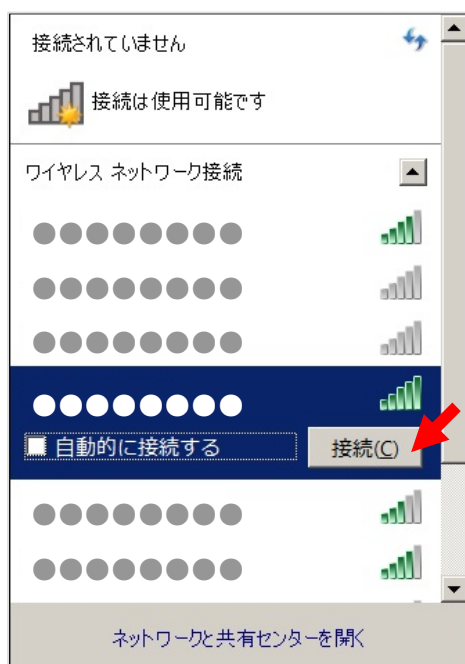 接続されていません
接続は使用可能です
ワイヤレス ネットワーク接続
●●●●●●●●
●●●●●●●●
●●●●●●●●
●●●●●●●●
自動的に接続する
接続(C)
●●●●●●●●
●●●●●●●●
ネットワークと共有センターを開く